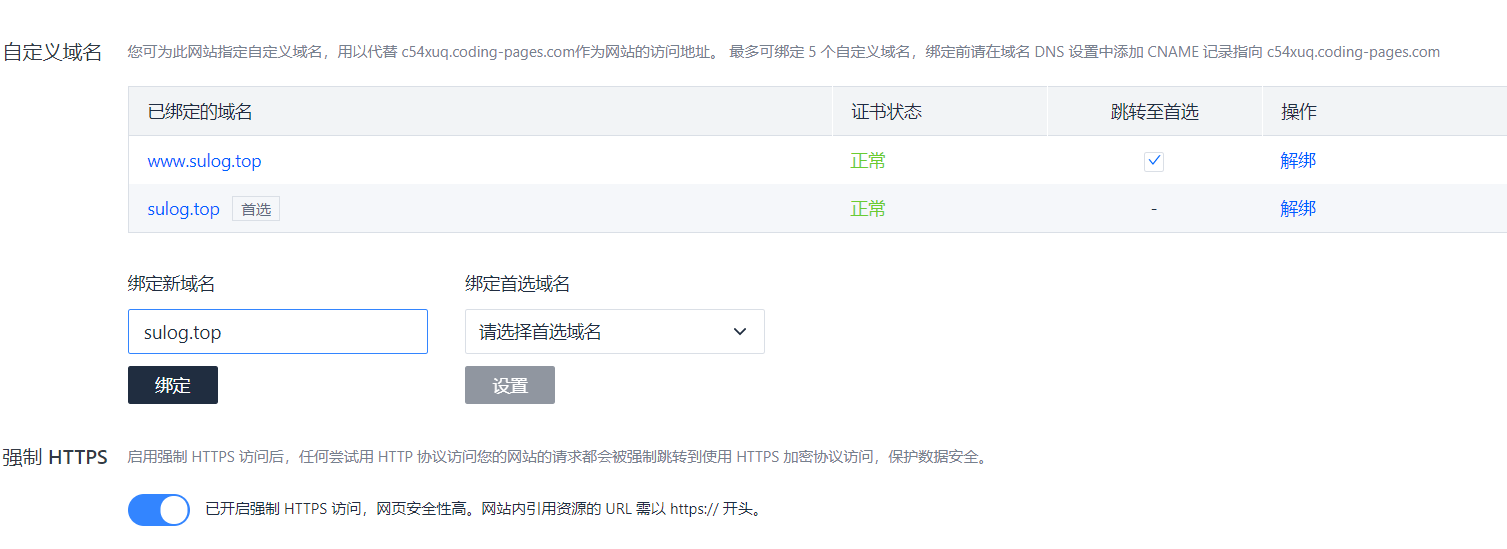 自定义域名 您可为此网站指定自定义域名，用以代替 c54xuq.coding-pages.com作为网站的访问地址。 最多可绑定 5 个自定义域名，绑定前请在域名 DNS 设置中添加 CNAME 记录指向 c54xuq.coding-pages.com
已绑定的域名 证书状态 跳转至首选 操作
www.sulog.top 正常 解绑
sulog.top 首选 正常 - 解绑
绑定新域名 绑定首选域名
sulog.top 请选择首选域名
绑定 设置
强制 HTTPS 启用强制 HTTPS 访问后，任何尝试用 HTTP 协议访问您的网站的请求都会被强制跳转到使用 HTTPS 加密协议访问，保护数据安全。
已开启强制 HTTPS 访问，网页安全性高。网站内引用资源的 URL 需以 https:// 开头。